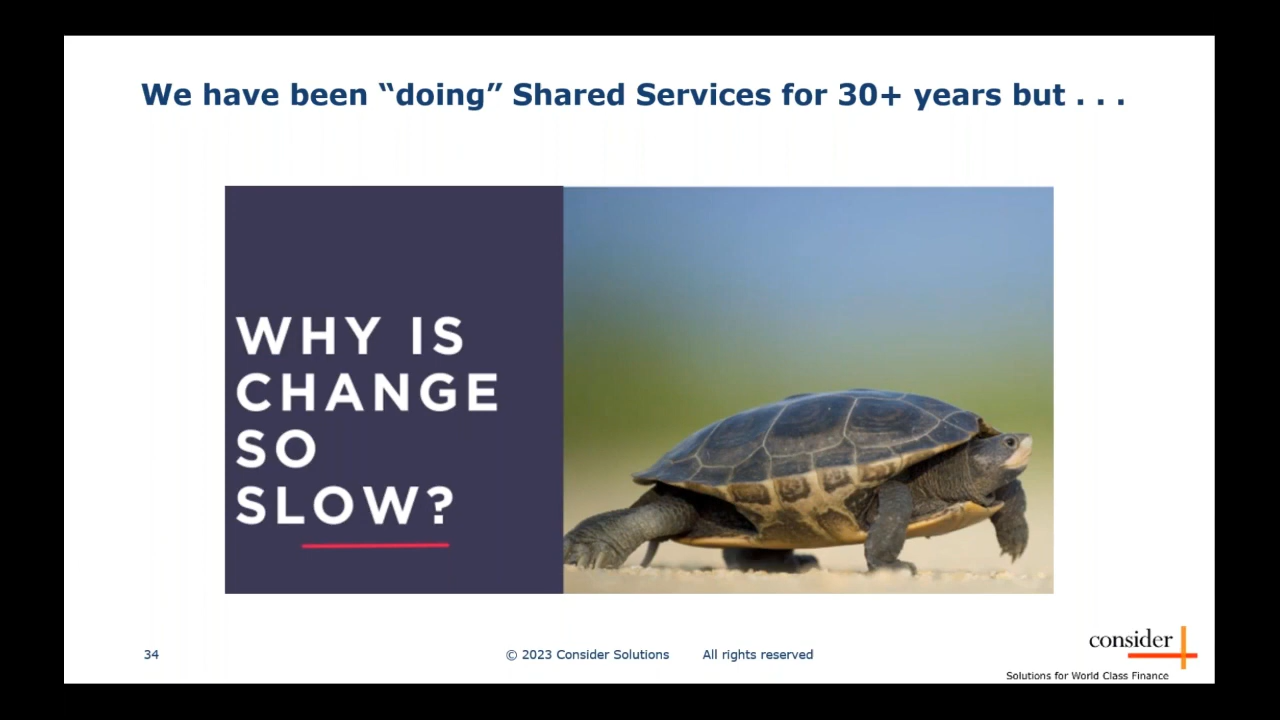 We have been “doing” Shared Services for 30+ years but . . .
WHY IS
CHANGE
SO
SLOW?
34
© 2023 Consider Solutions All rights reserved
consider
Solutions for World Class Finance